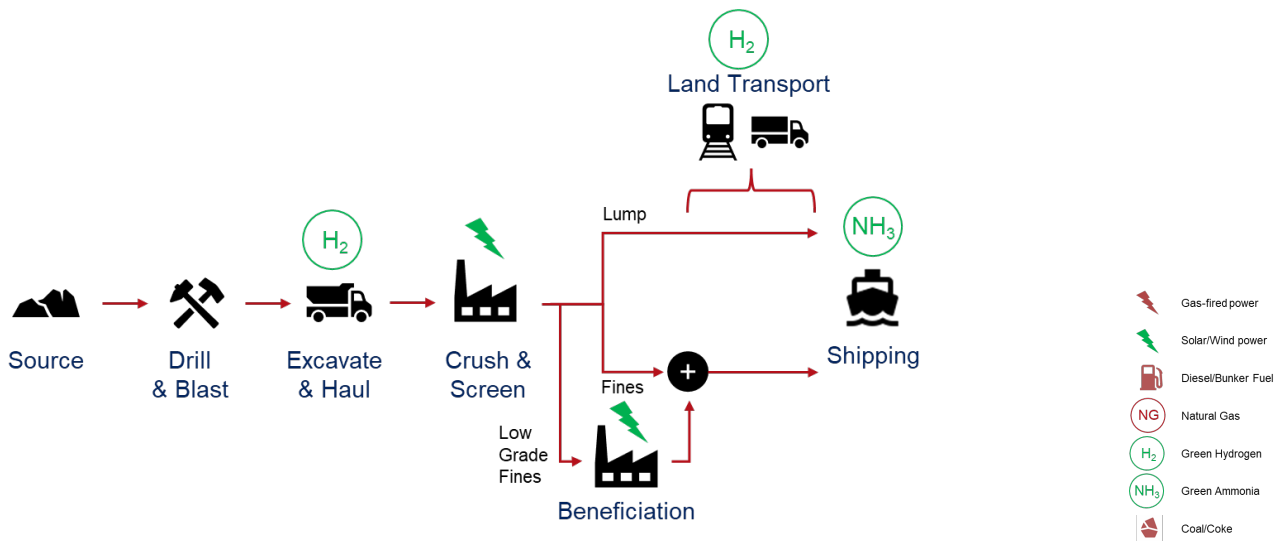 H₂
Land Transport
Lump
NH₃
H₂
Source
Drill
& Blast
Excavate
& Haul
Crush &
Screen
Shipping
Fines
Low
Grade
Fines
Beneficiation
Gas-fired power
Solar/Wind power
Diesel/Bunker Fuel
NG Natural Gas
H₂ Green Hydrogen
NH₃ Green Ammonia
Coal/Coke